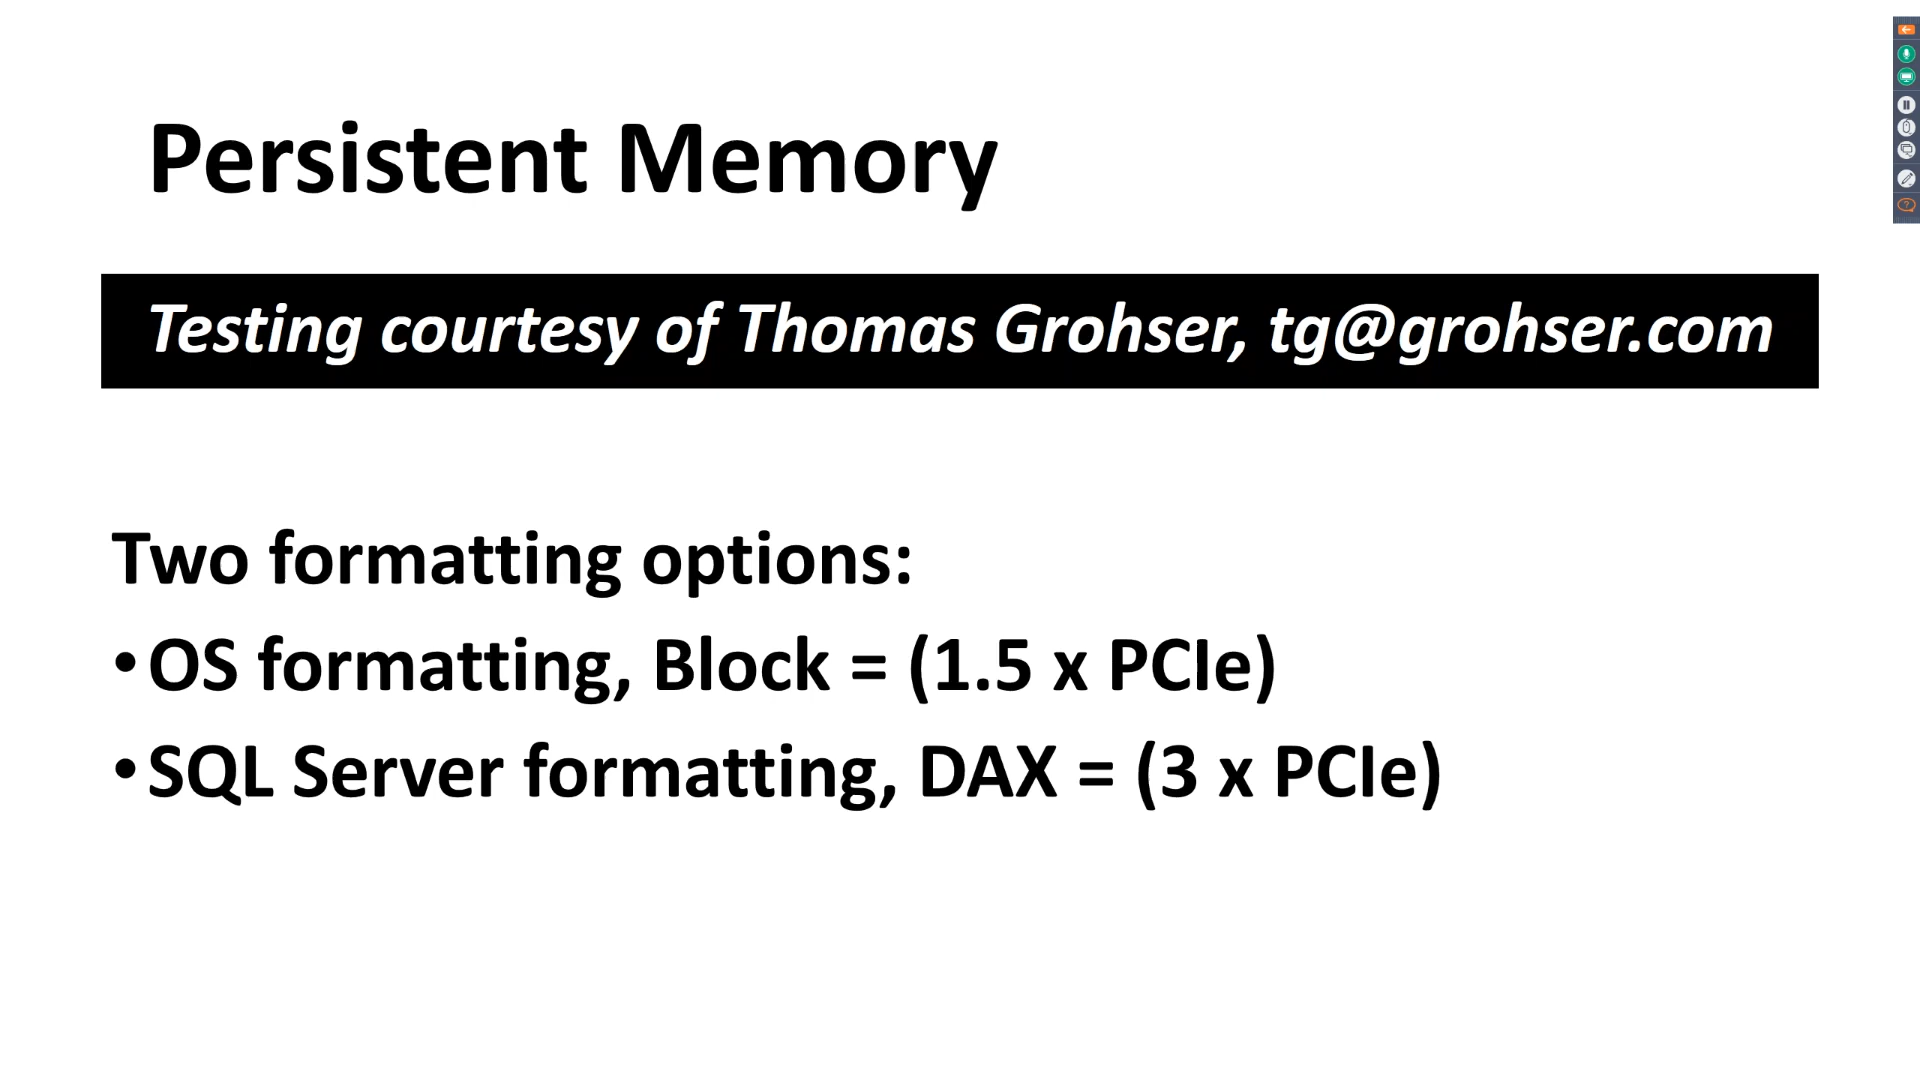 Persistent Memory
Testing courtesy of Thomas Grohser, tg@grohser.com
Two formatting options:
•OS formatting, Block = (1.5 x PCIe)
•SQL Server formatting, DAX = (3 x PCIe)